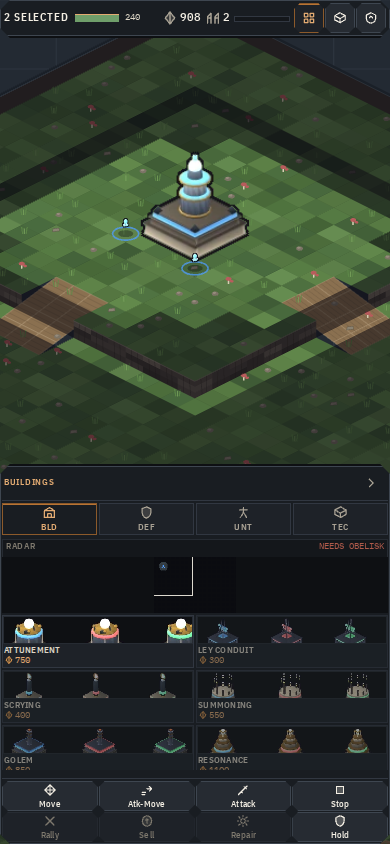 2 SELECTED 240 908 2
BUILDINGS
BLD DEF UNT TEC
RADAR NEEDS OBELISK
ATTUNEMENT LEY CONDUIT
750 300
SCRYING SUMMONING
400 550
GOLEM RESONANCE
Move Atk-Move Attack Stop
Rally Sell Repair Hold